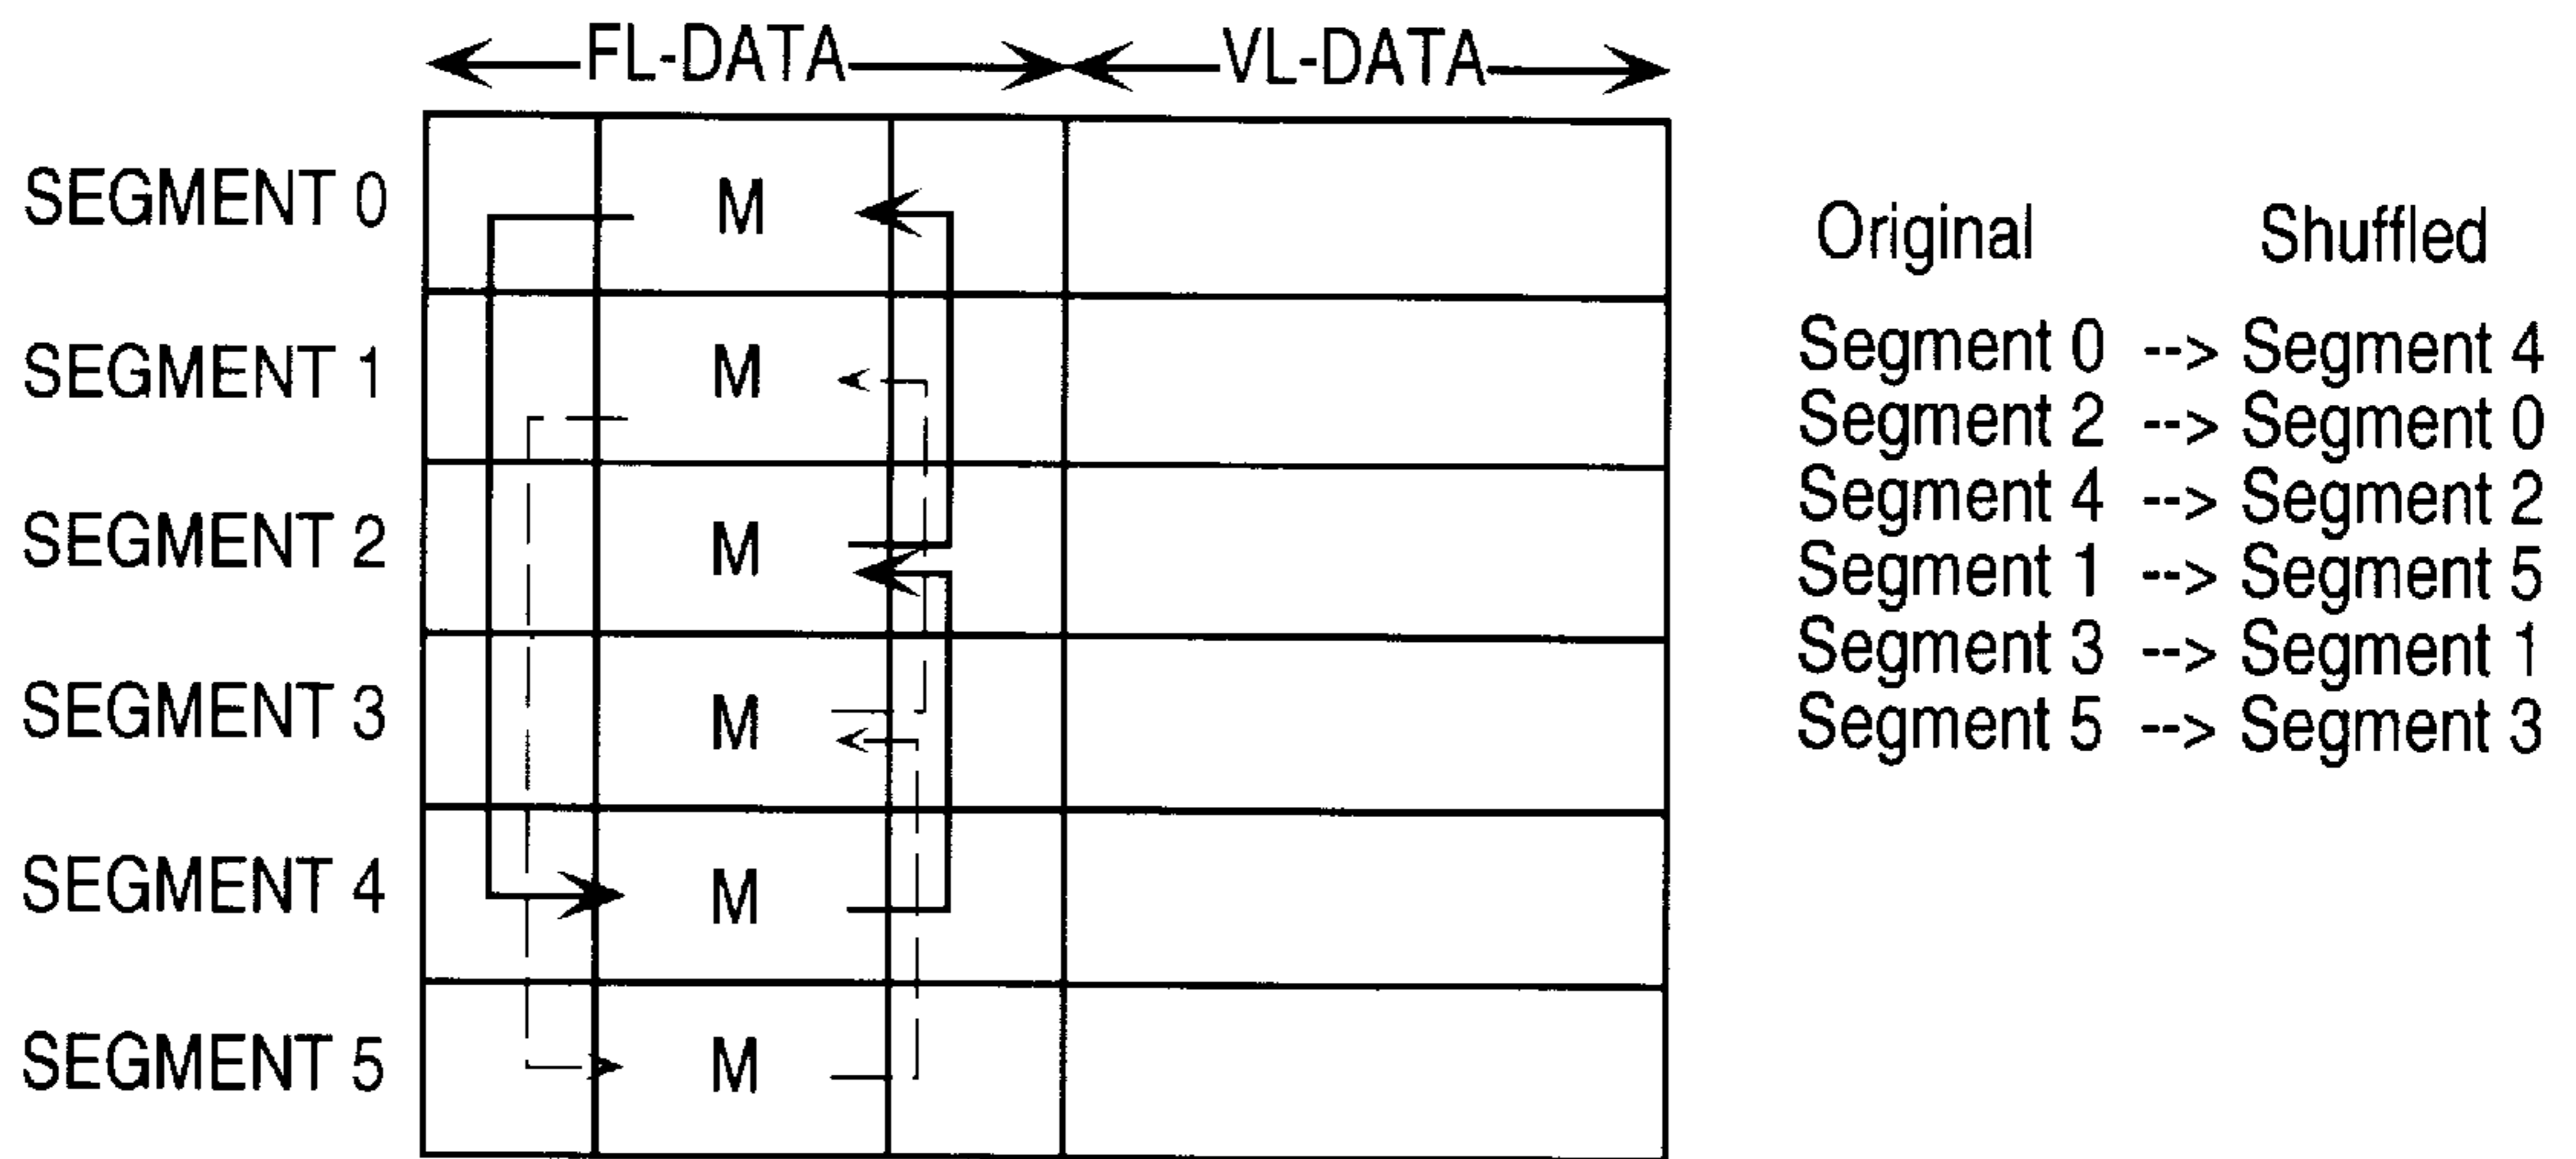 FL-DATA VL-DATA
SEGMENT 0 M
SEGMENT 1 M
SEGMENT 2 M
SEGMENT 3 M
SEGMENT 4 M
SEGMENT 5 M
Original Shuffled
Segment 0 --> Segment 4
Segment 2 --> Segment 0
Segment 4 --> Segment 2
Segment 1 --> Segment 5
Segment 3 --> Segment 1
Segment 5 --> Segment 3